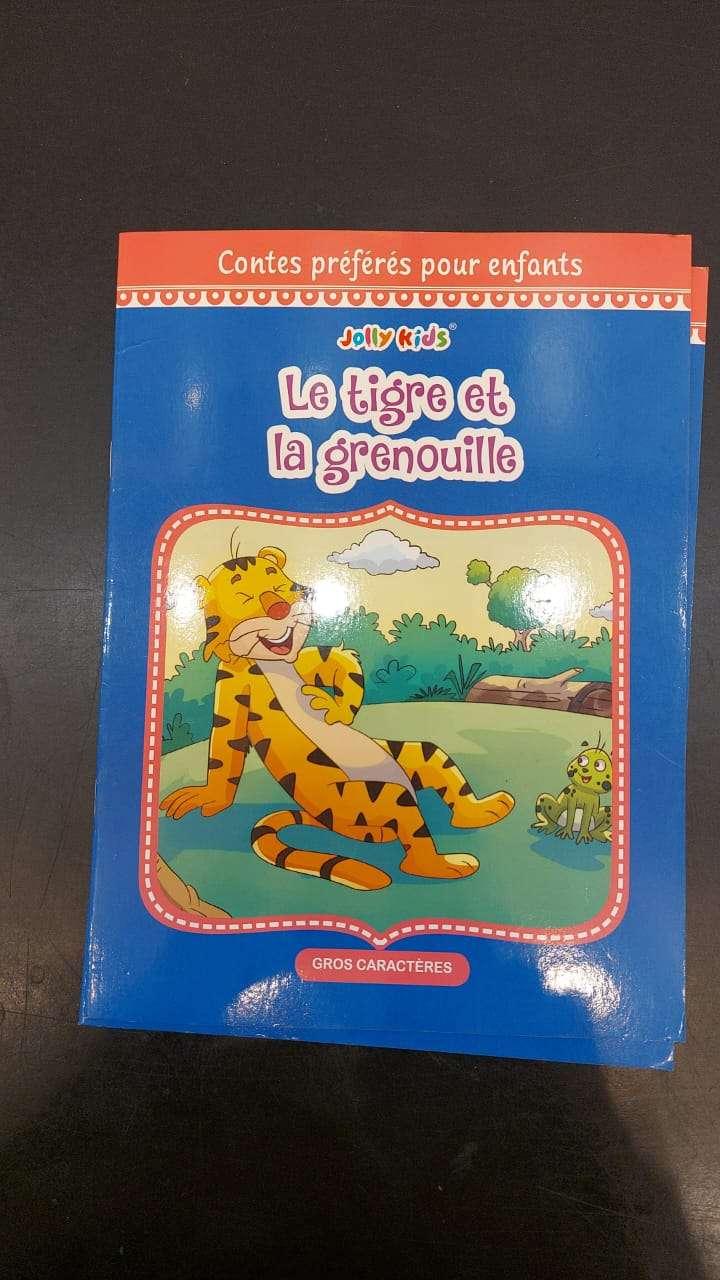 Contes préférés pour enfants
Jolly Kids®
Le tigre et
la grenouille
GROS CARACTÈRES